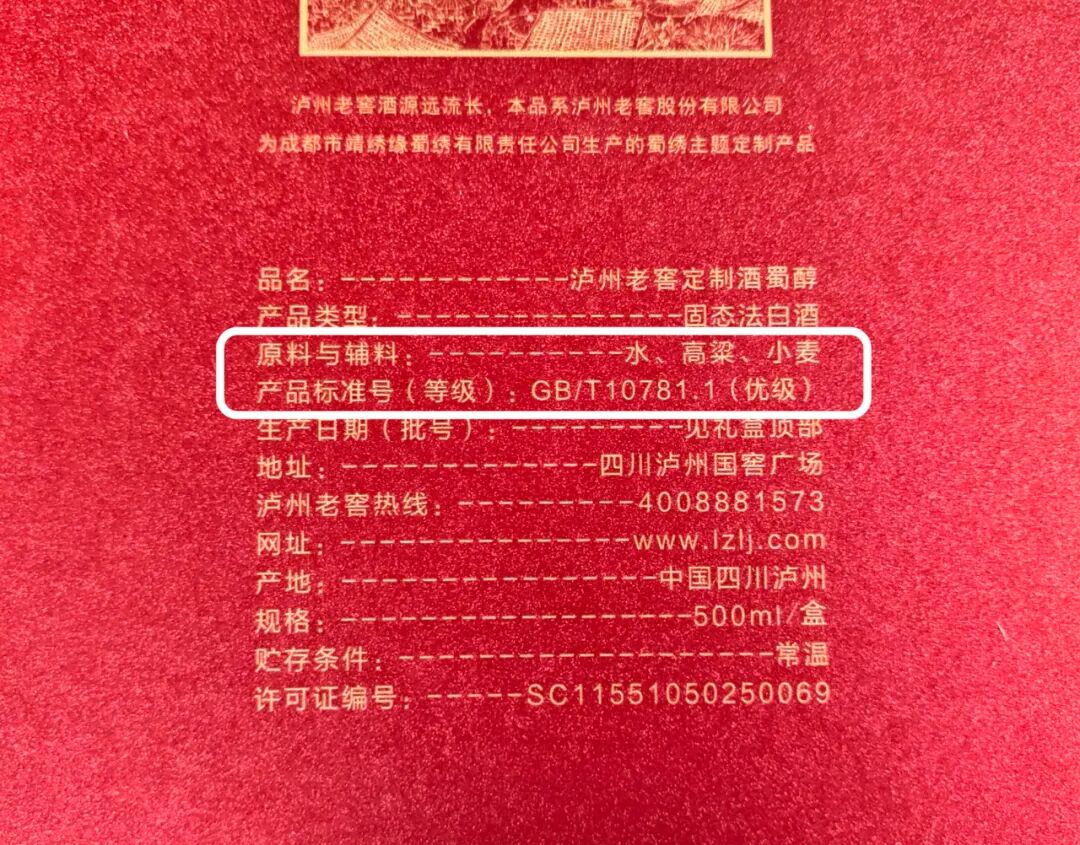 泸州老窖酒源远流长，本品系泸州老窖股份有限公司
为成都市靖绣缘蜀绣有限责任公司生产的蜀绣主题定制产品
品名：------------泸州老窖定制酒蜀醇
产品类型：---------------固态法白酒
原料与辅料：----------水、高粱、小麦
产品标准号（等级）：GB/T10781.1（优级）
生产日期（批号）：---------见礼盒顶部
地址：-------------四川泸州国窖广场
泸州老窖热线：---------4008881573
网址：---------------www.lzlj.com
产地：----------------中国四川泸州
规格：------------------500ml/盒
贮存条件：-------------------常温
许可证编号：-----SC11551050250069